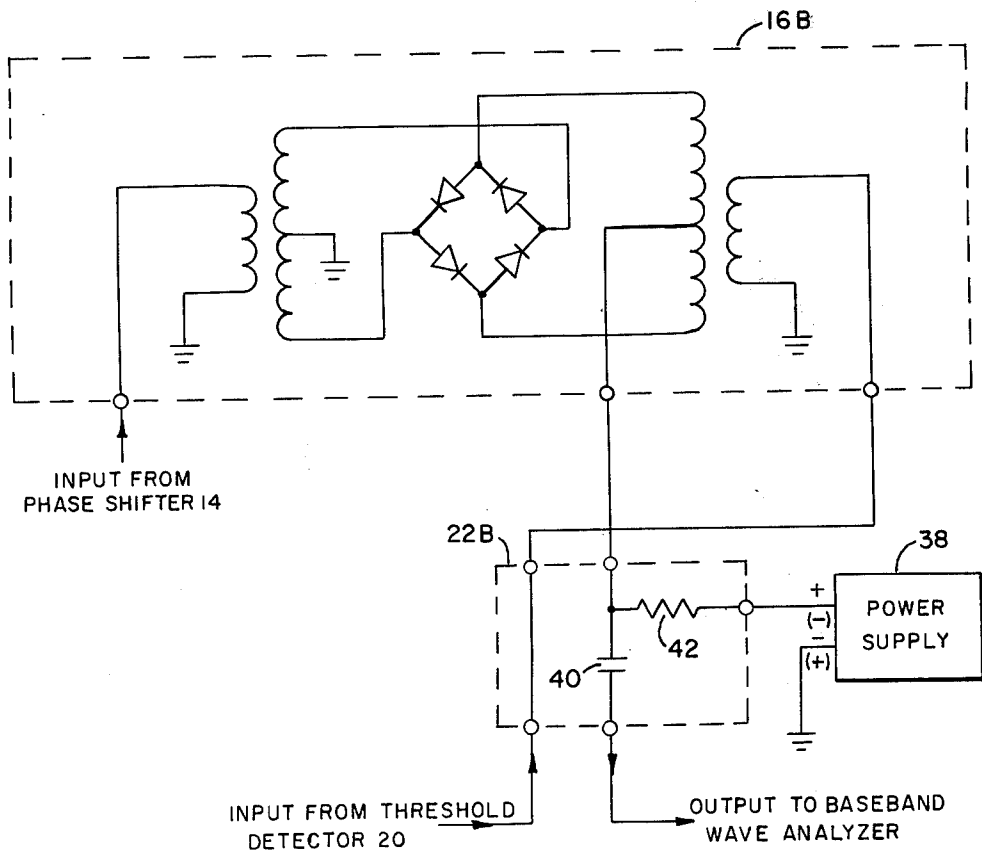 16B
INPUT FROM
PHASE SHIFTER 14
22B
38
+
(-)
-
(+)
POWER
SUPPLY
42
40
INPUT FROM THRESHOLD
DETECTOR 20
OUTPUT TO BASEBAND
WAVE ANALYZER